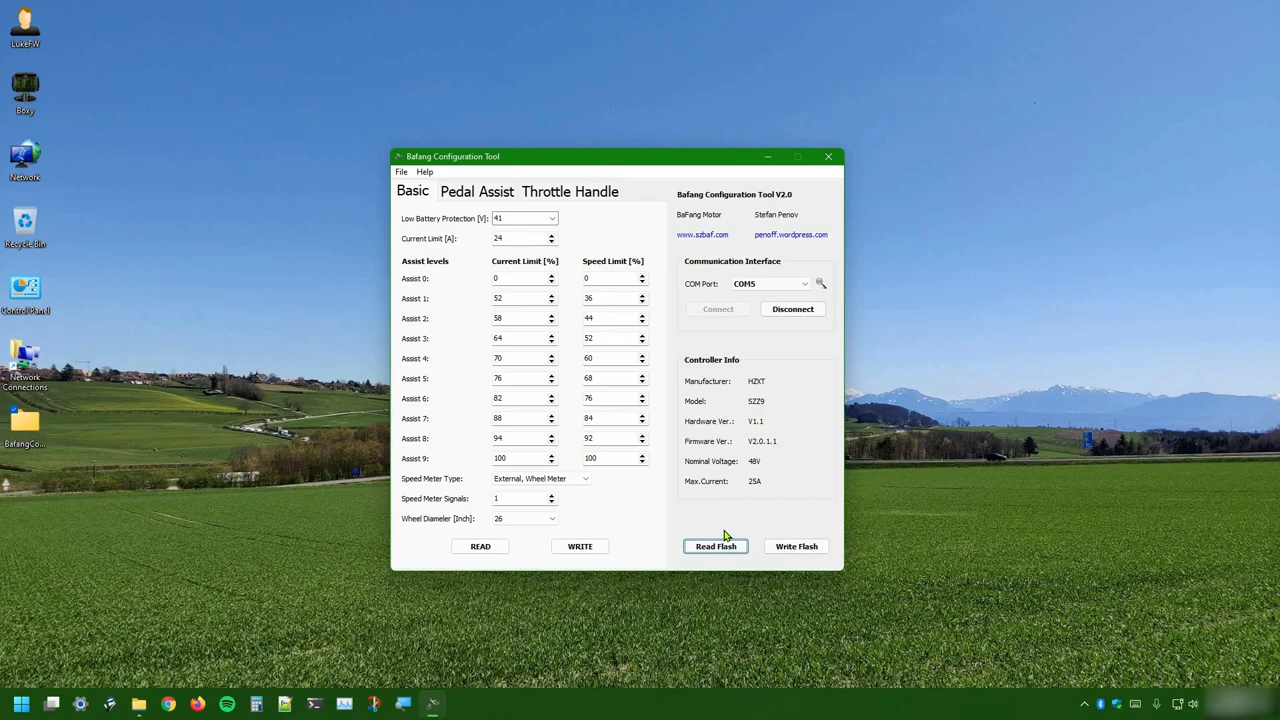 LukeFW
Boxy
Network
Recycle Bin
Control Panel
Network
Connections
BafangCo...
Bafang Configuration Tool
File Help
Basic Pedal Assist Throttle Handle
Low Battery Protection [V]: 41
Current Limit [A]: 24
Assist levels Current Limit [%] Speed Limit [%]
Assist 0: 0 0
Assist 1: 52 36
Assist 2: 58 44
Assist 3: 64 52
Assist 4: 70 60
Assist 5: 76 68
Assist 6: 82 76
Assist 7: 88 84
Assist 8: 94 92
Assist 9: 100 100
Speed Meter Type: External, Wheel Meter
Speed Meter Signals: 1
Wheel Diameler [Inch]: 26
READ WRITE
Bafang Configuration Tool V2.0
BaFang Motor Stefan Penov
www.szbaf.com penoff.wordpress.com
Communication Interface
COM Port: COM5
Connect Disconnect
Controller Info
Manufacturer: HZXT
Model: SZZ9
Hardware Ver.: V1.1
Firmware Ver.: V2.0.1.1
Nominal Voltage: 48V
Max.Current: 25A
Read Flash Write Flash